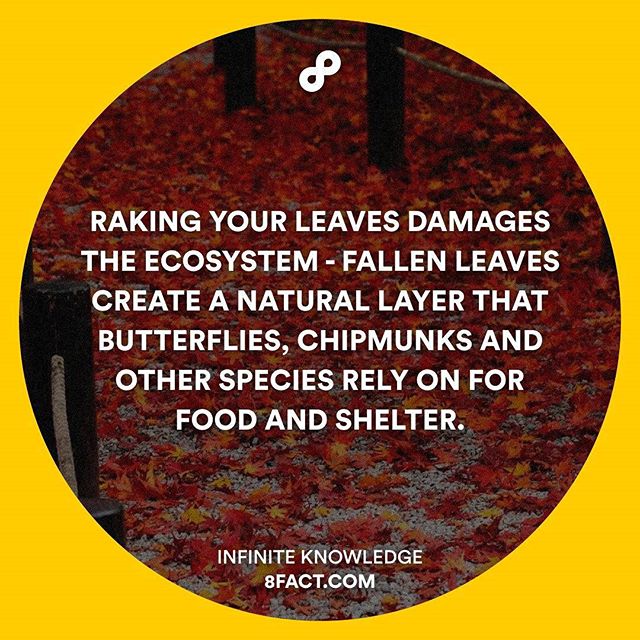 RAKING YOUR LEAVES DAMAGES
THE ECOSYSTEM - FALLEN LEAVES
CREATE A NATURAL LAYER THAT
BUTTERFLIES, CHIPMUNKS AND
OTHER SPECIES RELY ON FOR
FOOD AND SHELTER.
INFINITE KNOWLEDGE
8FACT.COM